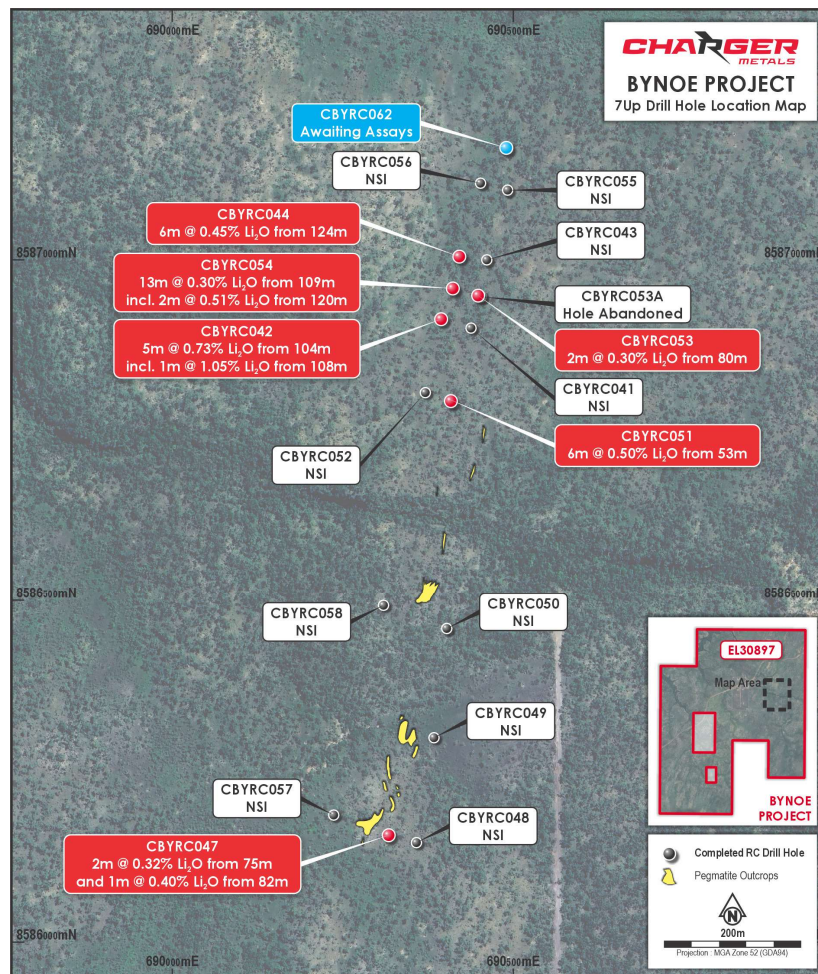 690000mE
690500mE
CHARGER
METALS
BYNOE PROJECT
7Up Drill Hole Location Map
CBYRC062
Awaiting Assays
CBYRC056
NSI
CBYRC055
NSI
CBYRC044
6m @ 0.45% Li₂O from 124m
CBYRC043
NSI
8587000mN
8587000mN
CBYRC054
13m @ 0.30% Li₂O from 109m
incl. 2m @ 0.51% Li₂O from 120m
CBYRC053A
Hole Abandoned
CBYRC042
5m @ 0.73% Li₂O from 104m
incl. 1m @ 1.05% Li₂O from 108m
CBYRC053
2m @ 0.30% Li₂O from 80m
CBYRC041
NSI
CBYRC051
6m @ 0.50% Li₂O from 53m
CBYRC052
NSI
8586500mN
8586500mN
CBYRC058
NSI
CBYRC050
NSI
EL30897
Map Area
BYNOE
PROJECT
CBYRC049
NSI
CBYRC057
NSI
CBYRC048
NSI
CBYRC047
2m @ 0.32% Li₂O from 75m
and 1m @ 0.40% Li₂O from 82m
Completed RC Drill Hole
Pegmatite Outcrops
N
200m
Projection : MGA Zone 52 (GDA94)
8586000mN
690000mE
690500mE